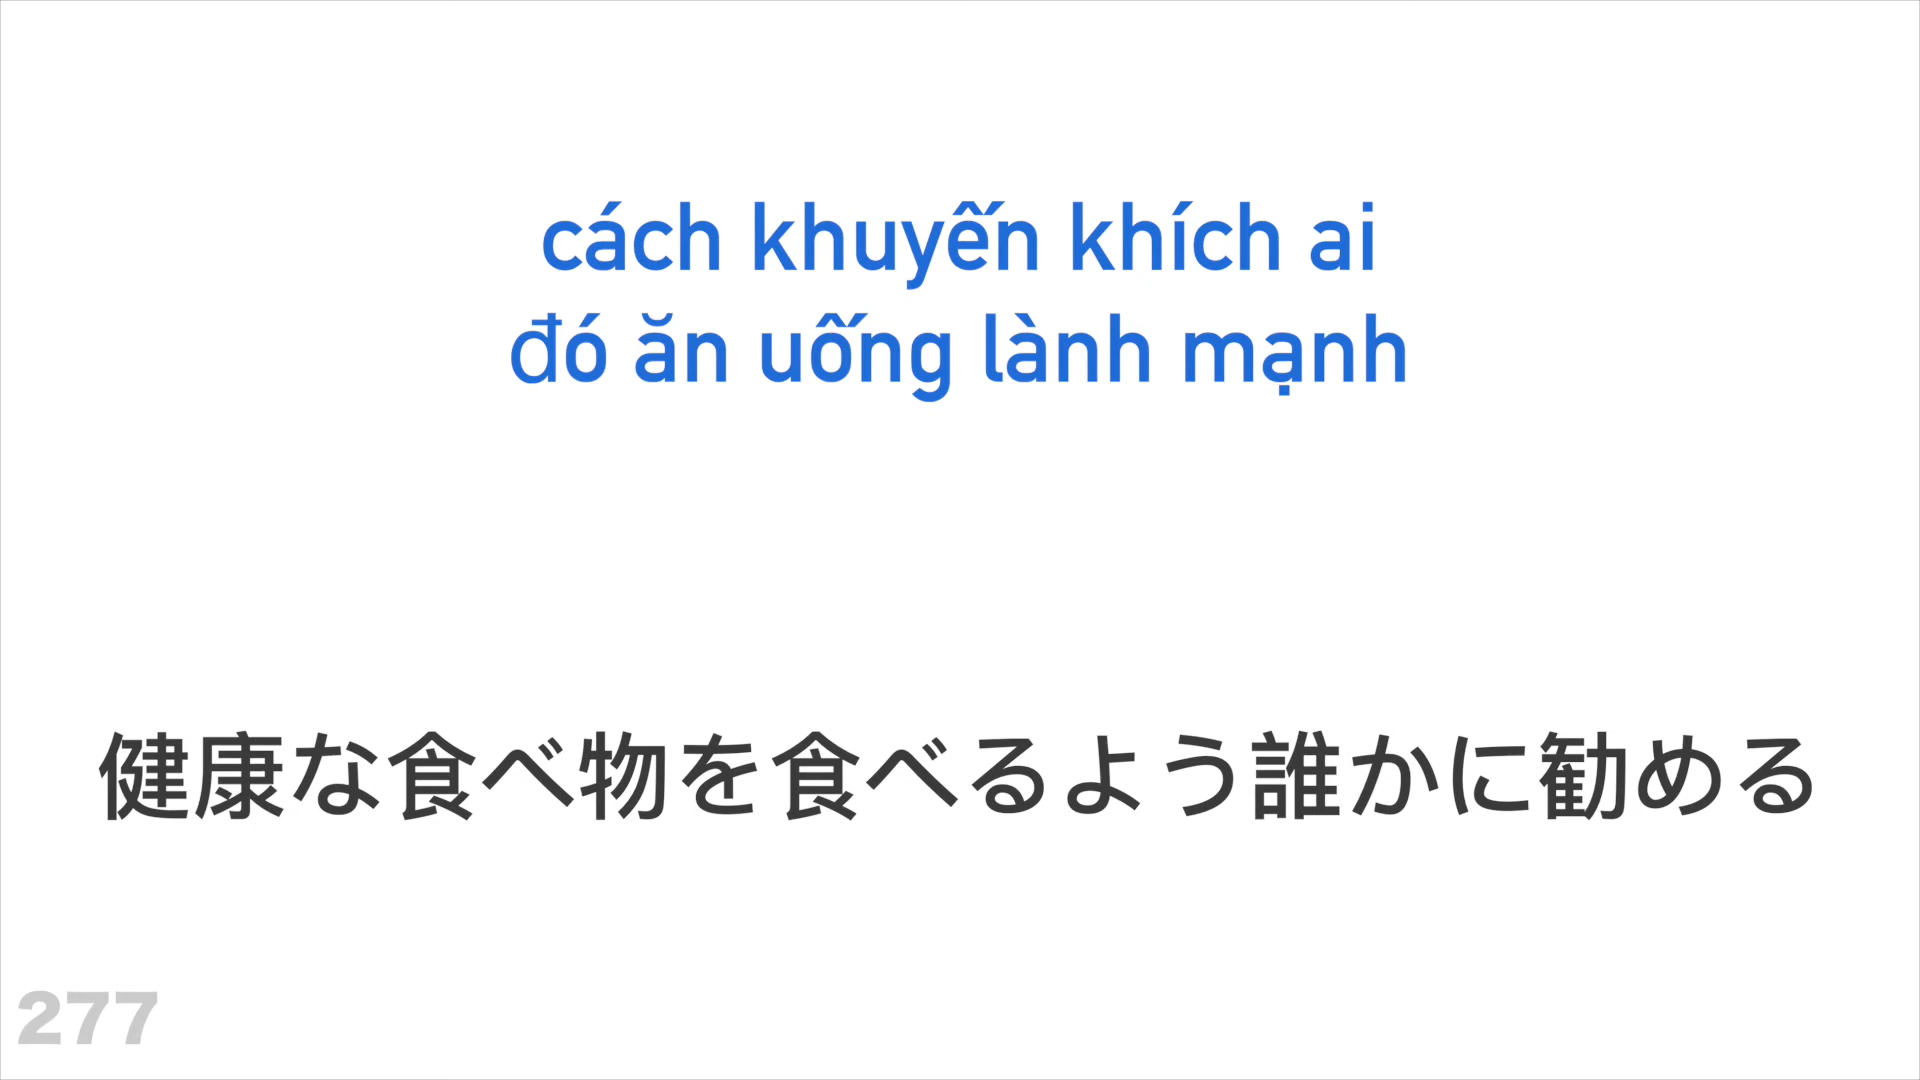 cách khuyến khích ai
đó ăn uống lành mạnh
健康な食べ物を食べるよう誰かに勧める
277